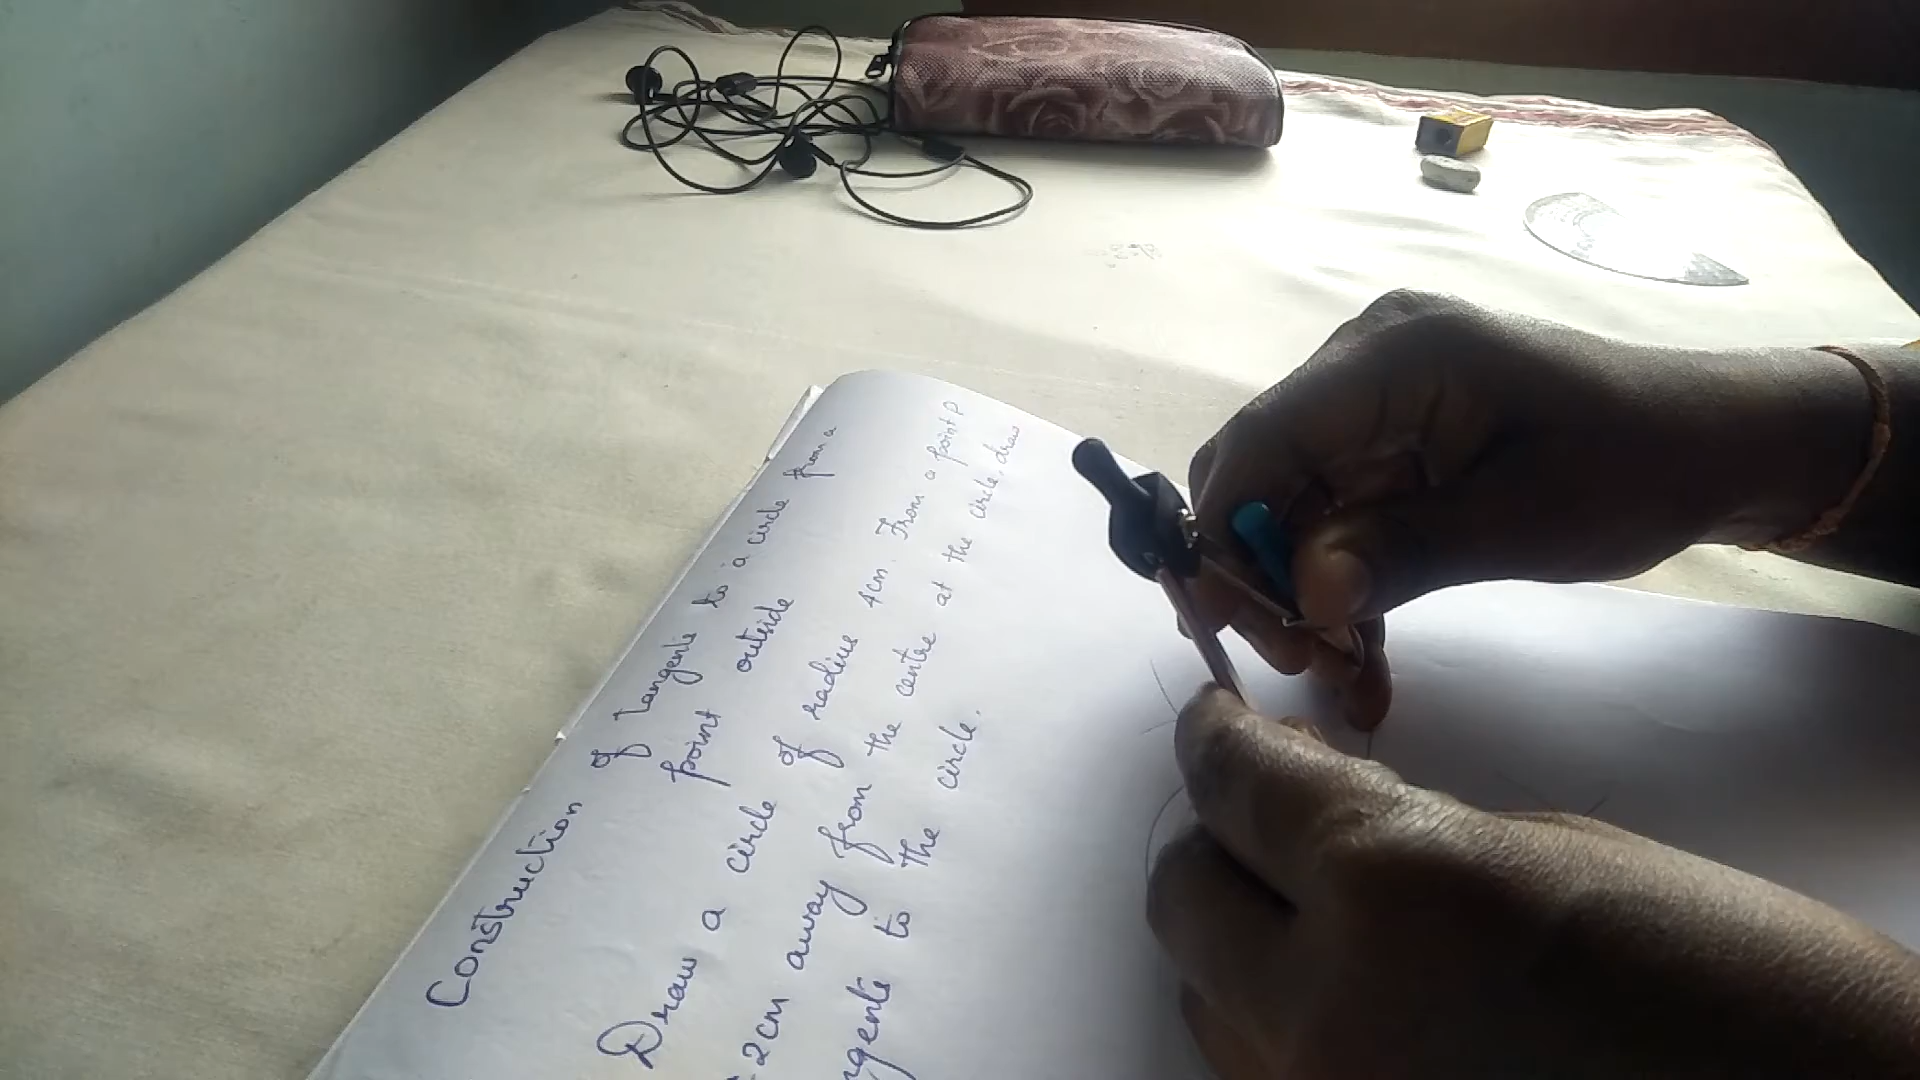 Construction of tangents to a circle from a
point outside
Draw a circle of radius 4cm. From a point P
2cm away from the centre at the circle, draw
to the circle.